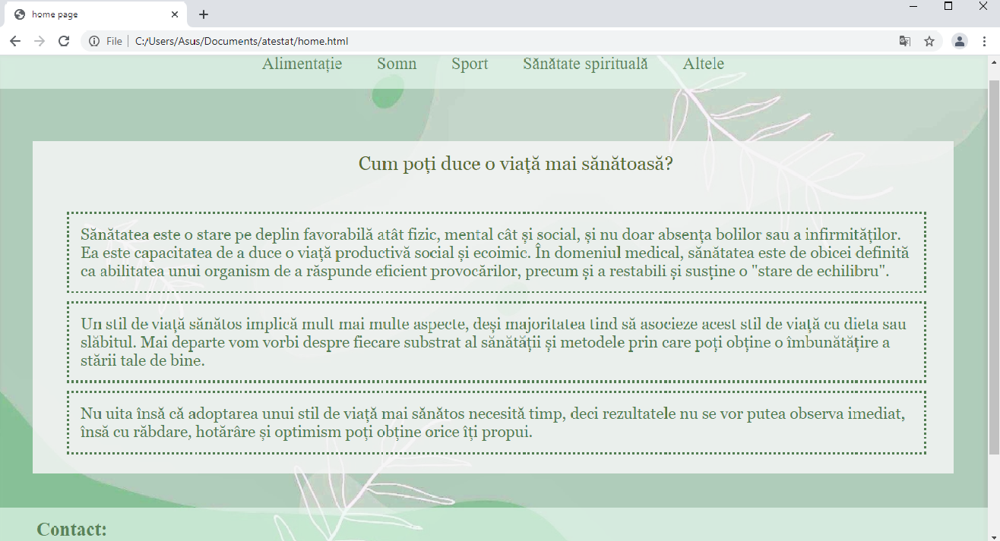 home page
File
C:/Users/Asus/Documents/atestat/home.html
Alimentație Somn Sport Sănătate spirituală Altele
Cum poți duce o viață mai sănătoasă?
Sănătatea este o stare pe deplin favorabilă atât fizic, mental cât și social, și nu doar absența bolilor sau a infirmităților.
Ea este capacitatea de a duce o viață productivă social și ecoimic. În domeniul medical, sănătatea este de obicei definită
ca abilitatea unui organism de a răspunde eficient provocărilor, precum și a restabili și susține o "stare de echilibru".
Un stil de viață sănătos implică mult mai multe aspecte, deși majoritatea tind să asocieze acest stil de viață cu dieta sau
slăbitul. Mai departe vom vorbi despre fiecare substrat al sănătății și metodele prin care poți obține o îmbunătățire a
stării tale de bine.
Nu uita însă că adoptarea unui stil de viață mai sănătos necesită timp, deci rezultatele nu se vor putea observa imediat,
însă cu răbdare, hotărâre și optimism poți obține orice îți propui.
Contact: